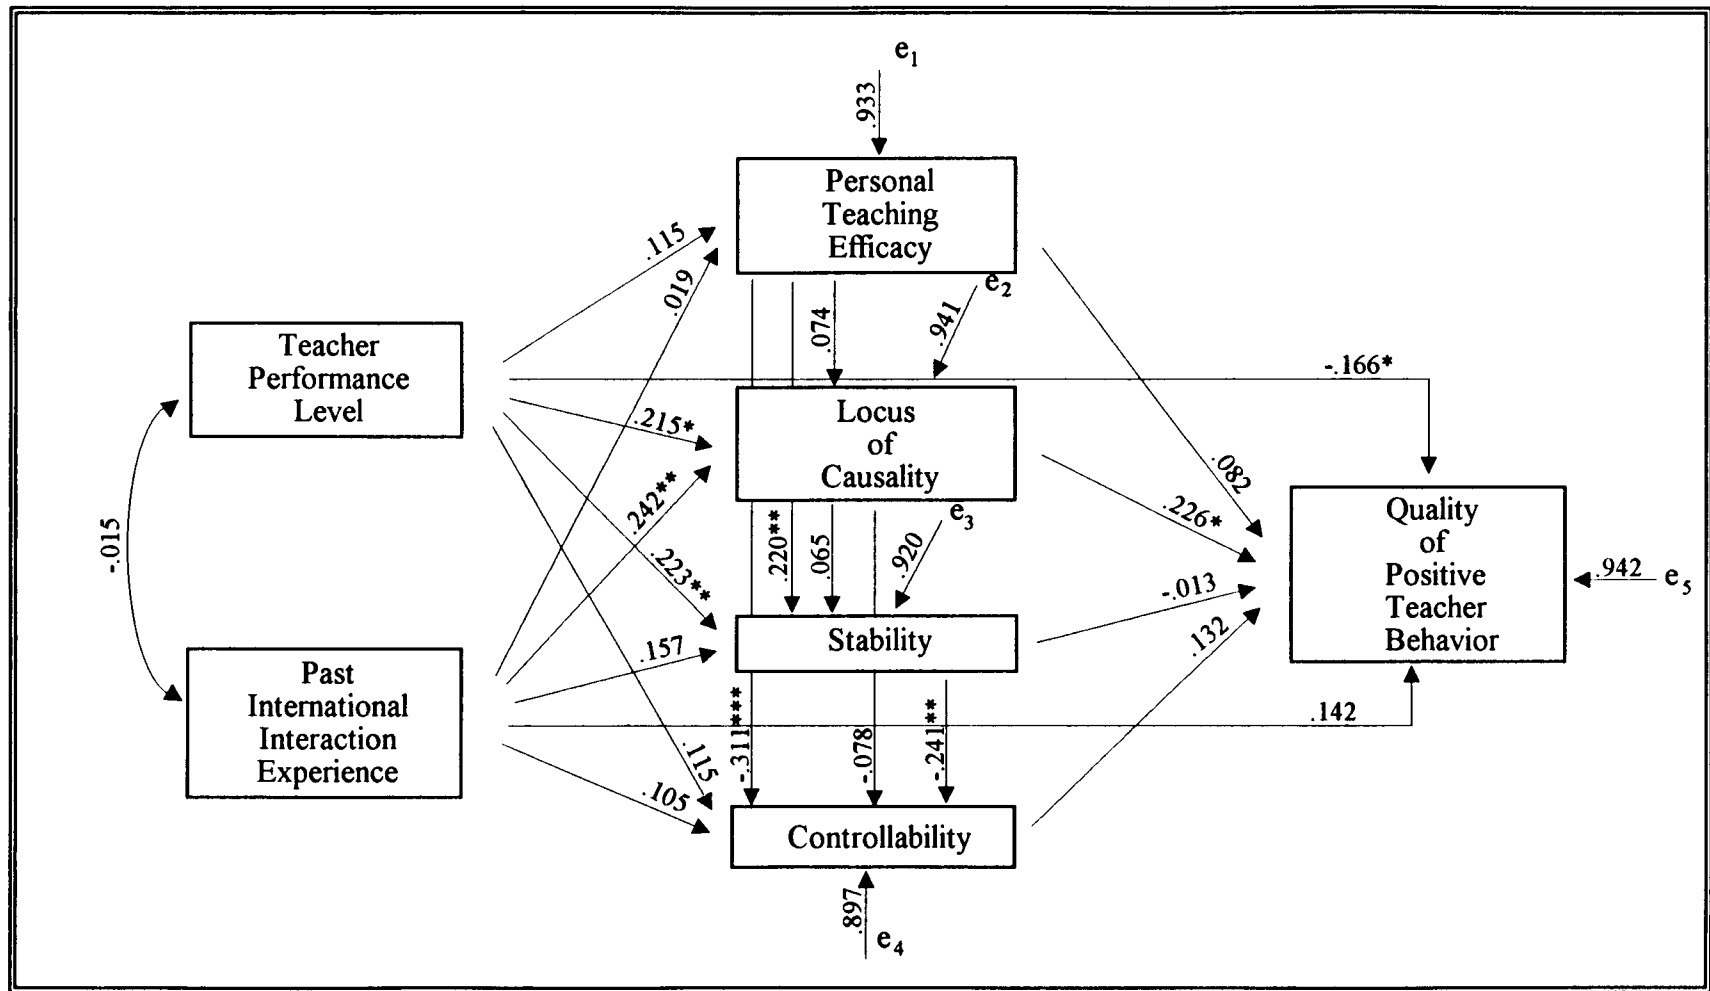 e1
.933
Personal
Teaching
Efficacy
.115
.019
.074
e2
.941
Teacher
Performance
Level
-.166*
.215*
Locus
of
Causality
.242**
.223**
.082
.226*
-.015
.220**
.065
e3
.920
Quality
of
Positive
Teacher
Behavior
.942
e5
-.013
.132
Stability
.157
Past
International
Interaction
Experience
.142
-.311***
-.078
-.241**
.115
.105
Controllability
.897
e4